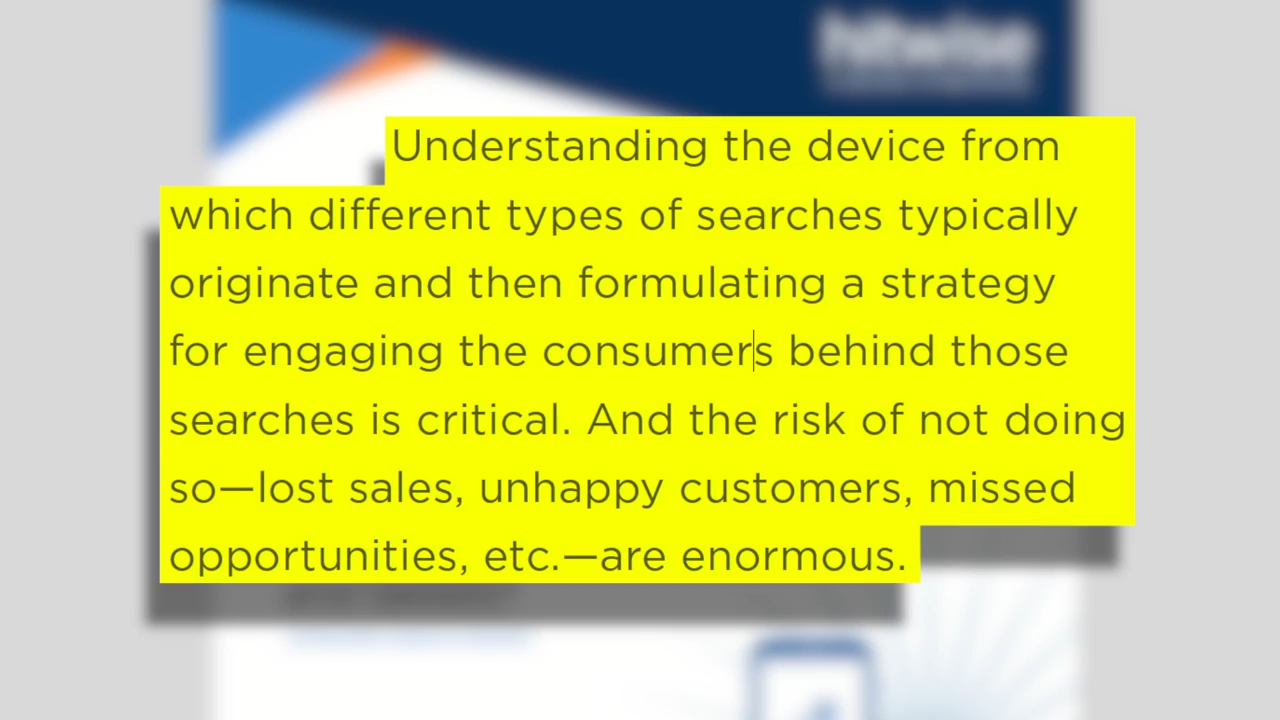 hitwise
Understanding the device from
which different types of searches typically
originate and then formulating a strategy
for engaging the consumers behind those
searches is critical. And the risk of not doing
so—lost sales, unhappy customers, missed
opportunities, etc.—are enormous.